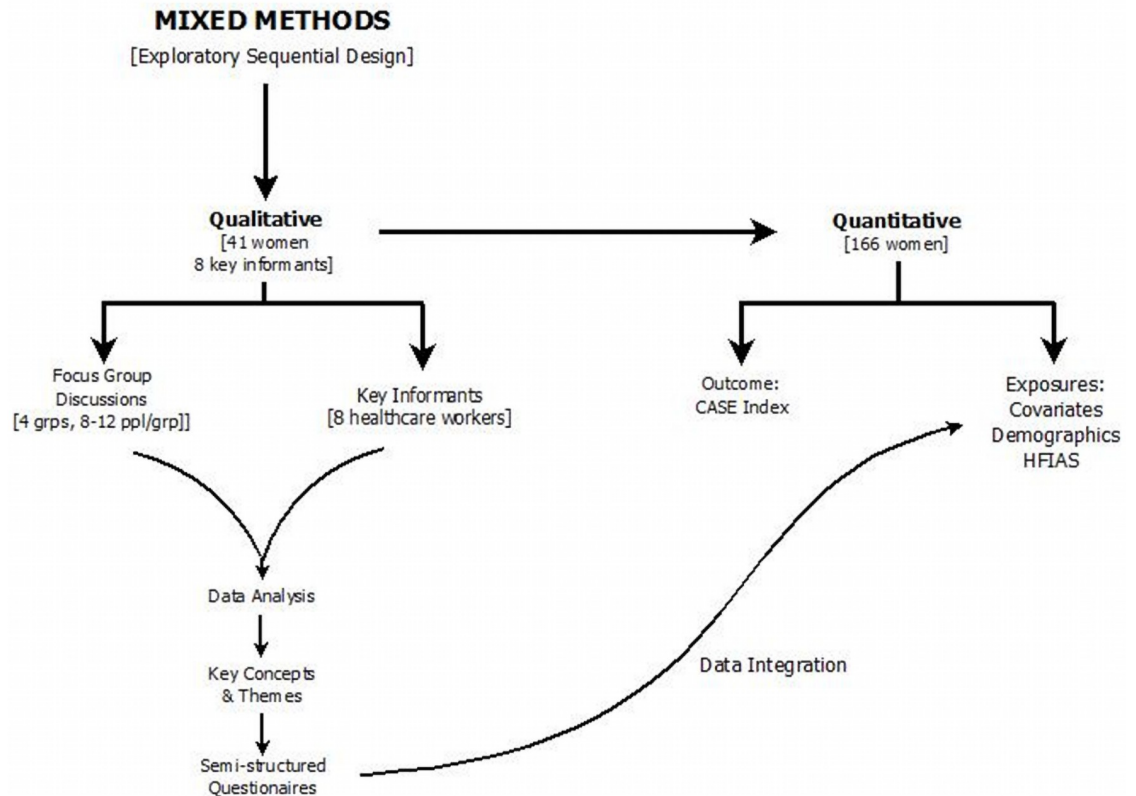 MIXED METHODS
[Exploratory Sequential Design]
Qualitative
[41 women
8 key informants]
Quantitative
[166 women]
Focus Group
Discussions
[4 grps, 8-12 ppl/grp]]
Key Informants
[8 healthcare workers]
Outcome:
CASE Index
Exposures:
Covariates
Demographics
HFIAS
Data Analysis
Key Concepts
& Themes
Data Integration
Semi-structured
Questionaires